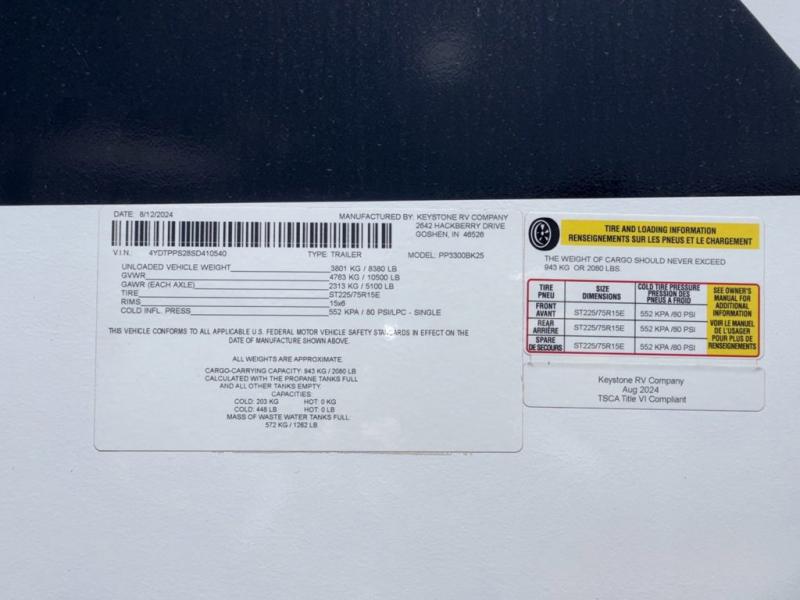 DATE: 8/12/2024
MANUFACTURED BY: KEYSTONE RV COMPANY
2642 HACKBERRY DRIVE
GOSHEN, IN 46526
V.I.N. 4YDTPPS28SD410540 TYPE: TRAILER MODEL: PP3300BK25
UNLOADED VEHICLE WEIGHT 3801 KG / 8380 LB
GVWR 4763 KG / 10500 LB
GAWR (EACH AXLE) 2313 KG / 5100 LB
TIRE ST225/75R15E
RIMS 15x6
COLD INFL. PRESS 552 KPA / 80 PSI/LPC - SINGLE
THIS VEHICLE CONFORMS TO ALL APPLICABLE U.S. FEDERAL MOTOR VEHICLE SAFETY STANDARDS IN EFFECT ON THE
DATE OF MANUFACTURE SHOWN ABOVE.
ALL WEIGHTS ARE APPROXIMATE.
CARGO-CARRYING CAPACITY: 943 KG / 2080 LB
CALCULATED WITH THE PROPANE TANKS FULL
AND ALL OTHER TANKS EMPTY.
CAPACITIES:
COLD: 203 KG HOT: 0 KG
COLD: 448 LB HOT: 0 LB
MASS OF WASTE WATER TANKS FULL:
572 KG / 1262 LB
TIRE AND LOADING INFORMATION
RENSEIGNEMENTS SUR LES PNEUS ET LE CHARGEMENT
THE WEIGHT OF CARGO SHOULD NEVER EXCEED
943 KG OR 2080 LBS.
TIRE
PNEU
SIZE
DIMENSIONS
COLD TIRE PRESSURE
PRESSION DES
PNEUS A FROID
FRONT
AVANT
ST225/75R15E 552 KPA /80 PSI
REAR
ARRIÈRE
ST225/75R15E 552 KPA /80 PSI
SPARE
DE SECOURS
ST225/75R15E 552 KPA /80 PSI
SEE OWNER'S
MANUAL FOR
ADDITIONAL
INFORMATION
VOIR LE MANUEL
DE L'USAGER
POUR PLUS DE
RENSEIGNEMENTS
Keystone RV Company
Aug 2024
TSCA Title VI Compliant